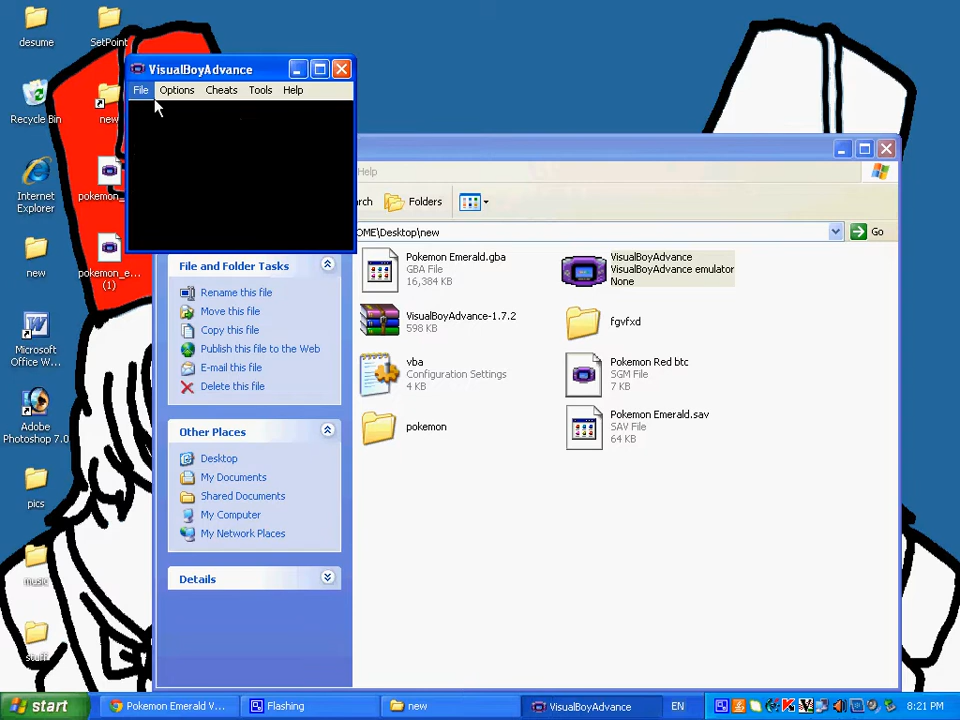 desume
SetPoint
VisualBoyAdvance
File Options Cheats Tools Help
Recycle Bin
new
Help
Internet
Explorer
pokemon_
rch Folders
OME\Desktop\new
Go
new
pokemon_e...
(1)
File and Folder Tasks
Rename this file
Move this file
Copy this file
Publish this file to the Web
E-mail this file
Delete this file
Pokemon Emerald.gba
GBA File
16,384 KB
VisualBoyAdvance
VisualBoyAdvance emulator
None
VisualBoyAdvance-1.7.2
598 KB
fgvfxd
vba
Configuration Settings
4 KB
Pokemon Red btc
SGM File
7 KB
pokemon
Pokemon Emerald.sav
SAV File
64 KB
Microsoft
Office W...
Adobe
Photoshop 7.0
Other Places
Desktop
My Documents
Shared Documents
My Computer
My Network Places
Details
pics
music
stuff
start
Pokemon Emerald V...
Flashing
new
VisualBoyAdvance
EN
8:21 PM